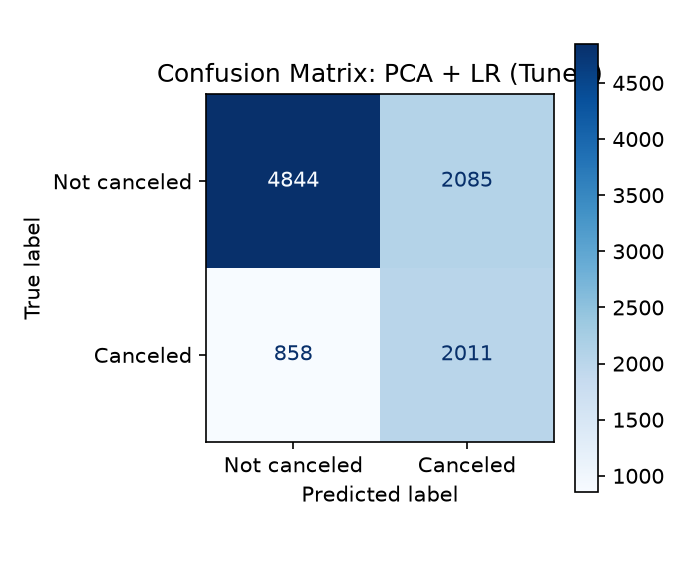 Confusion Matrix: PCA + LR (Tune)
4500
4000
3500
3000
2500
2000
1500
1000
True label
Not canceled
4844
2085
Canceled
858
2011
Not canceled
Canceled
Predicted label